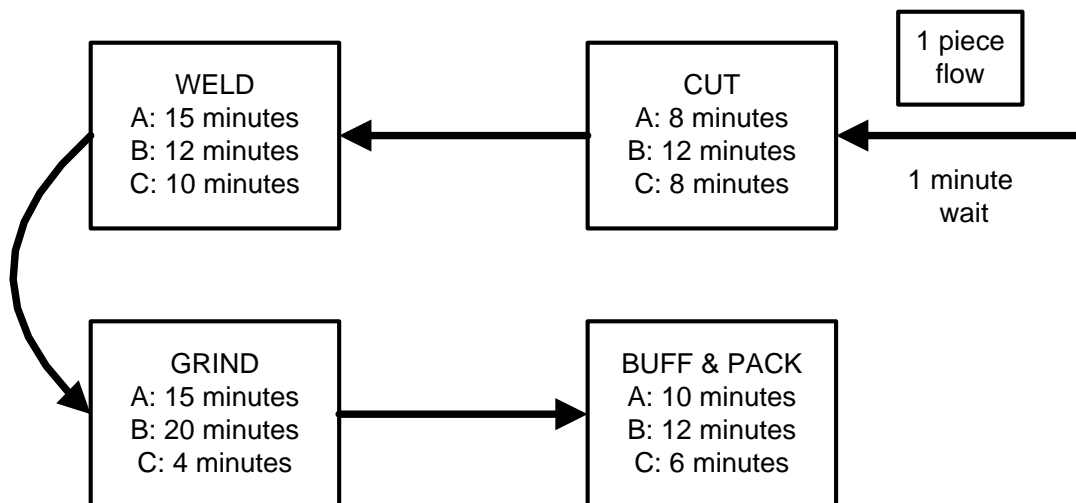 1 piece
flow
WELD
A: 15 minutes
B: 12 minutes
C: 10 minutes
CUT
A: 8 minutes
B: 12 minutes
C: 8 minutes
1 minute
wait
GRIND
A: 15 minutes
B: 20 minutes
C: 4 minutes
BUFF & PACK
A: 10 minutes
B: 12 minutes
C: 6 minutes